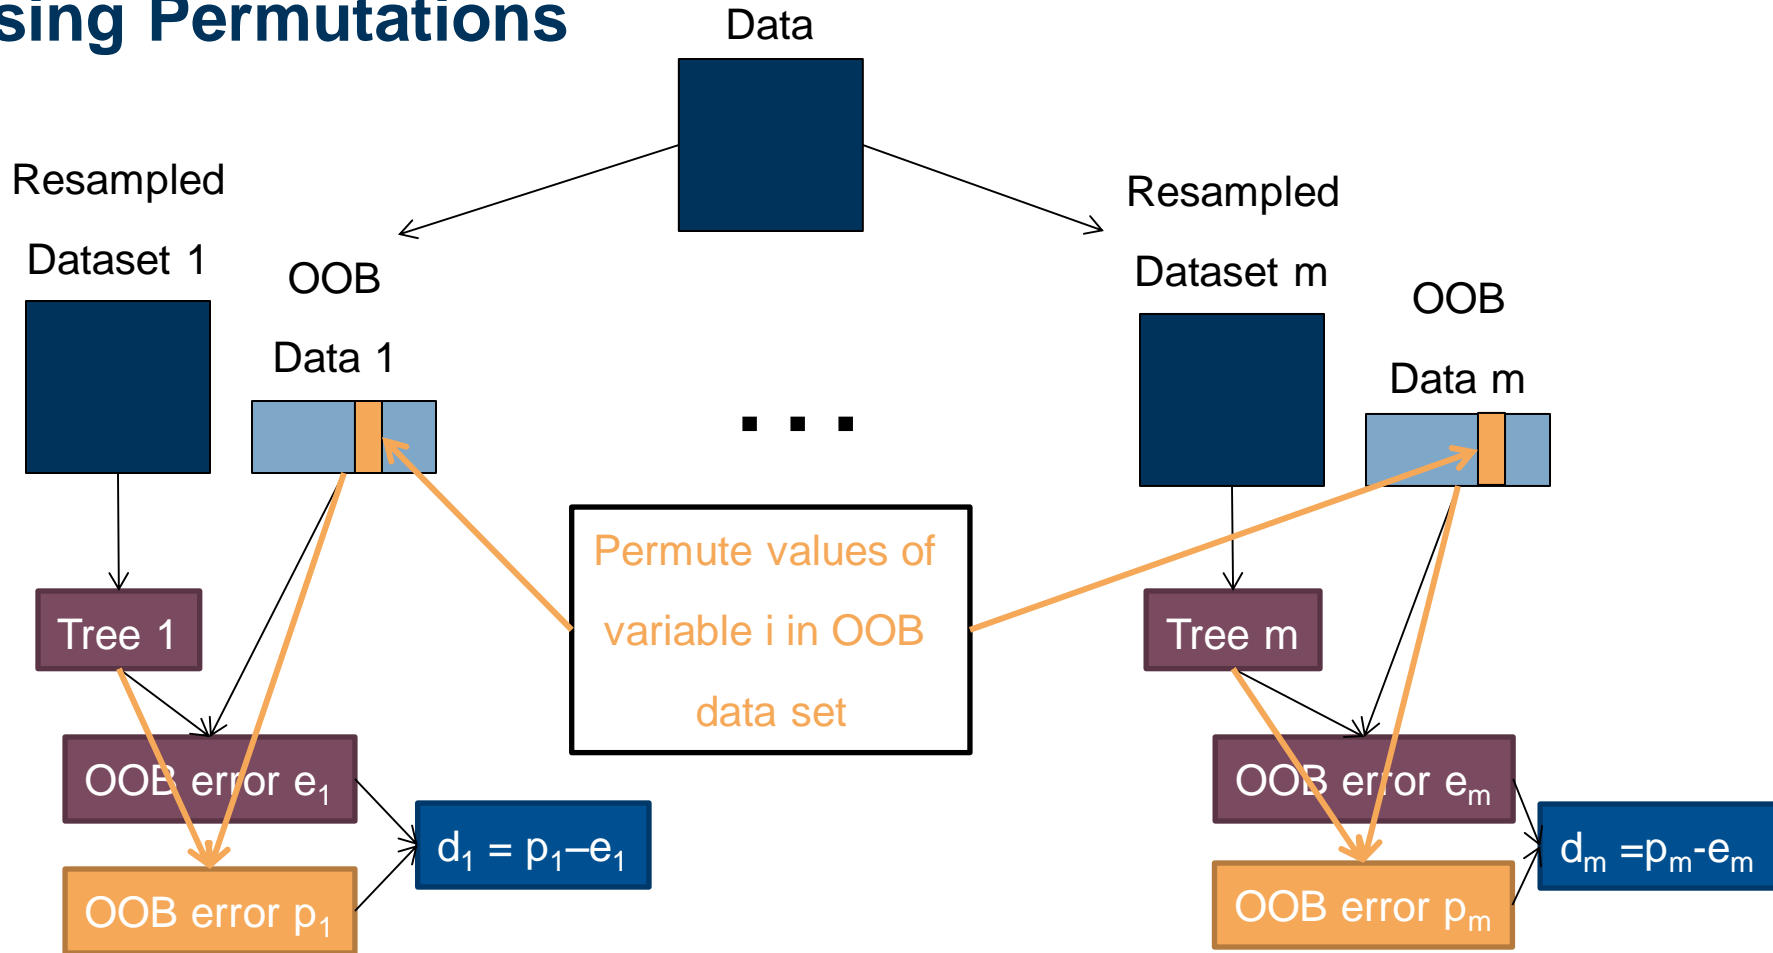 sing Permutations
Data
Resampled
Dataset 1
OOB
Data 1
Resampled
Dataset m
OOB
Data m
. . .
Permute values of
variable i in OOB
data set
Tree 1
Tree m
OOB error e₁
OOB error p₁
d₁ = p₁–e₁
OOB error eₘ
OOB error pₘ
dₘ =pₘ-eₘ